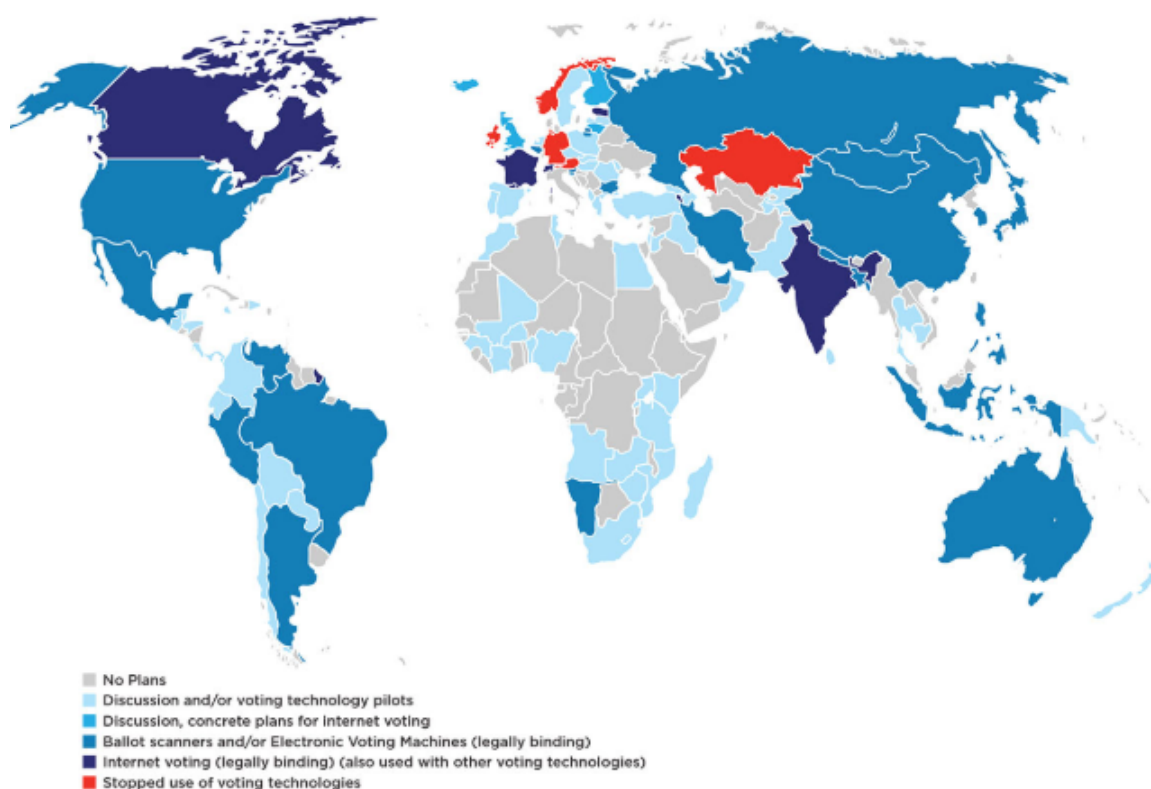 No Plans
Discussion and/or voting technology pilots
Discussion, concrete plans for internet voting
Ballot scanners and/or Electronic Voting Machines (legally binding)
Internet voting (legally binding) (also used with other voting technologies)
Stopped use of voting technologies